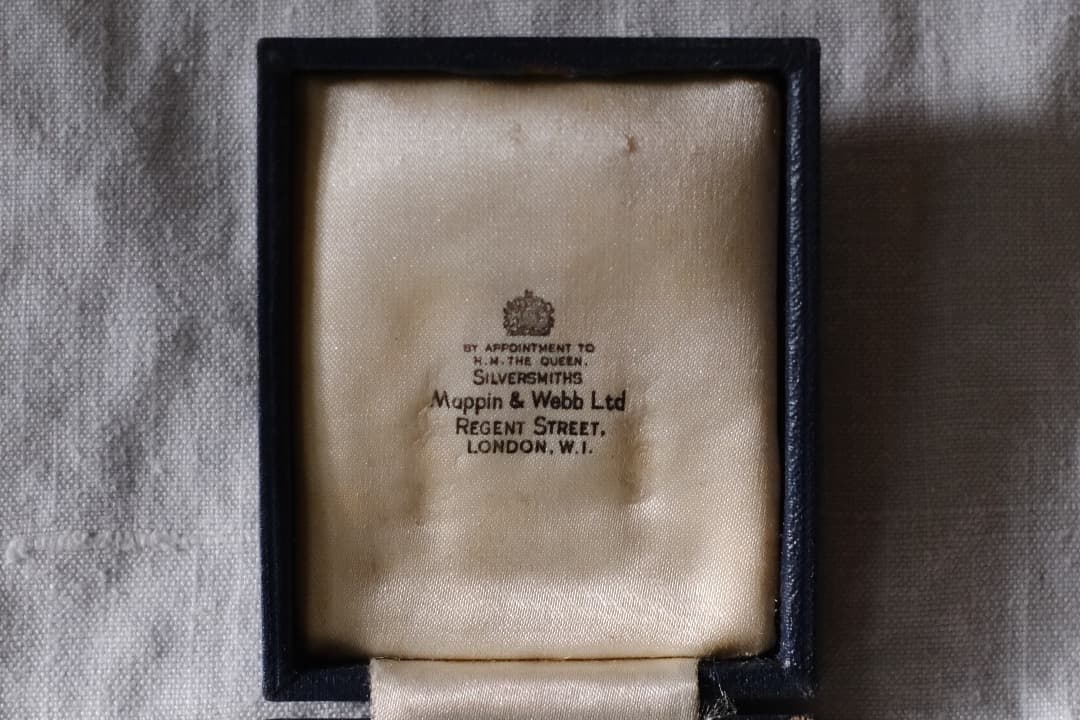 BY APPOINTMENT TO
H.M. THE QUEEN.
SILVERSMITHS
Mappin & Webb Ltd
REGENT STREET,
LONDON, W.1.